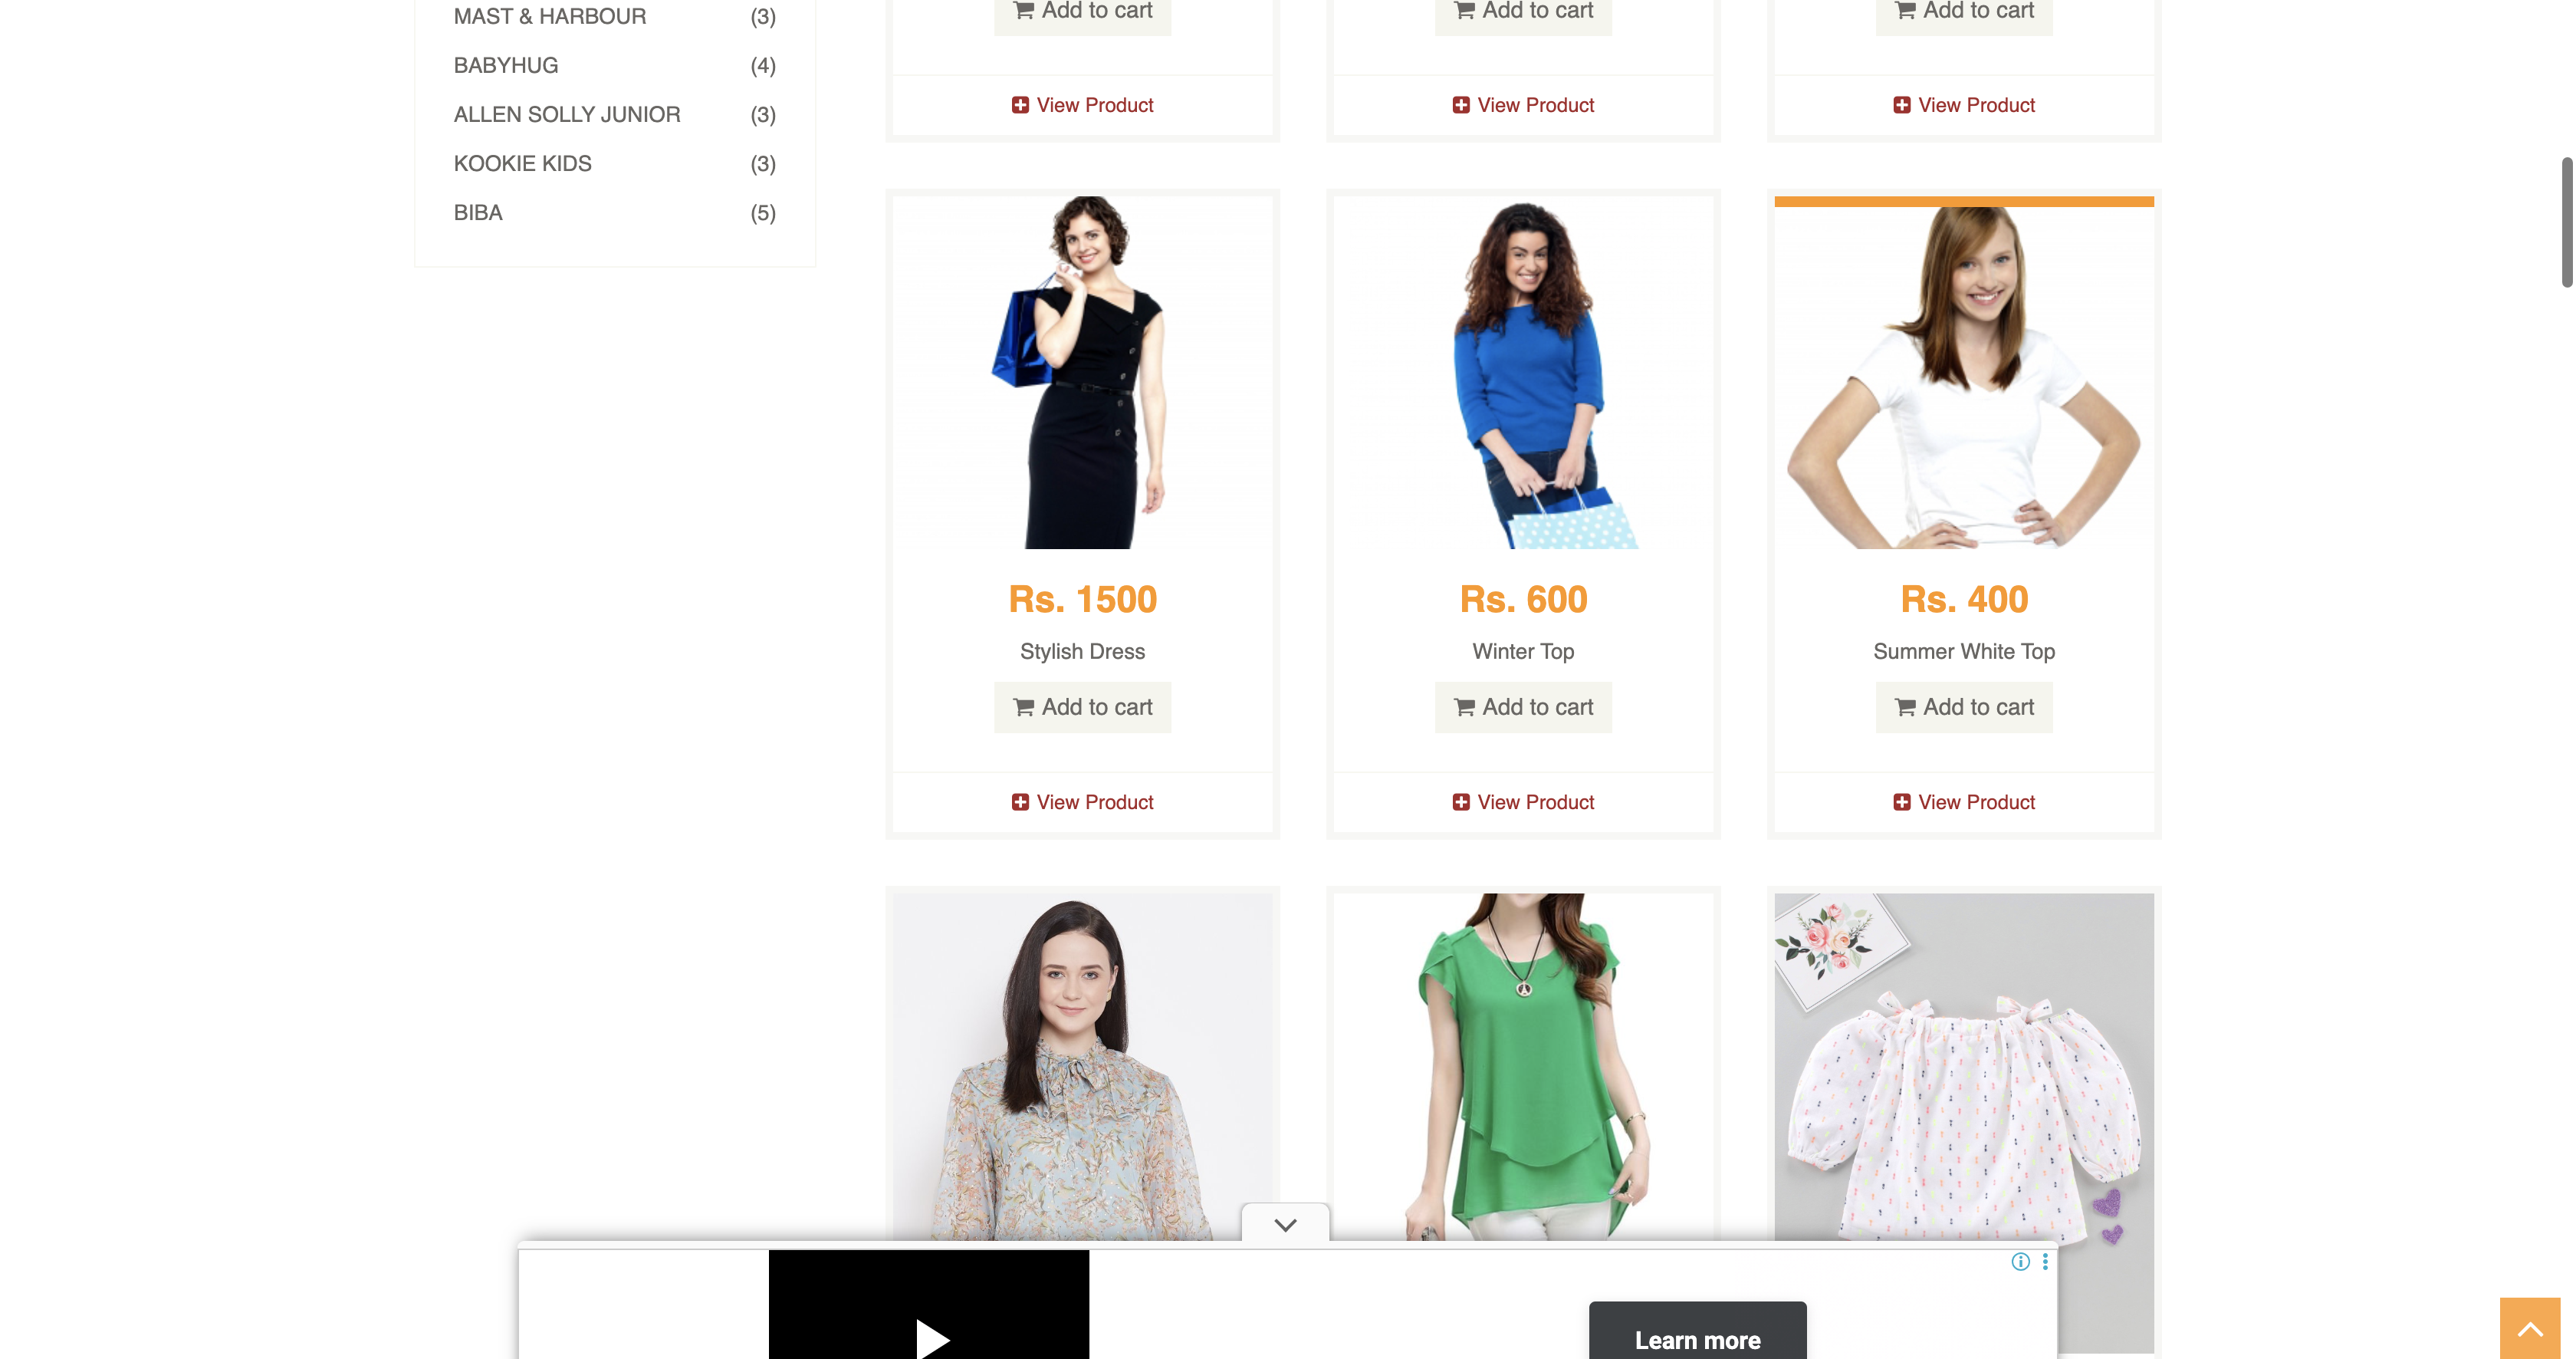 MAST & HARBOUR (3)
BABYHUG (4)
ALLEN SOLLY JUNIOR (3)
KOOKIE KIDS (3)
BIBA (5)
Add to cart
Add to cart
Add to cart
View Product
View Product
View Product
Rs. 1500
Stylish Dress
Add to cart
View Product
Rs. 600
Winter Top
Add to cart
View Product
Rs. 400
Summer White Top
Add to cart
View Product
Learn more